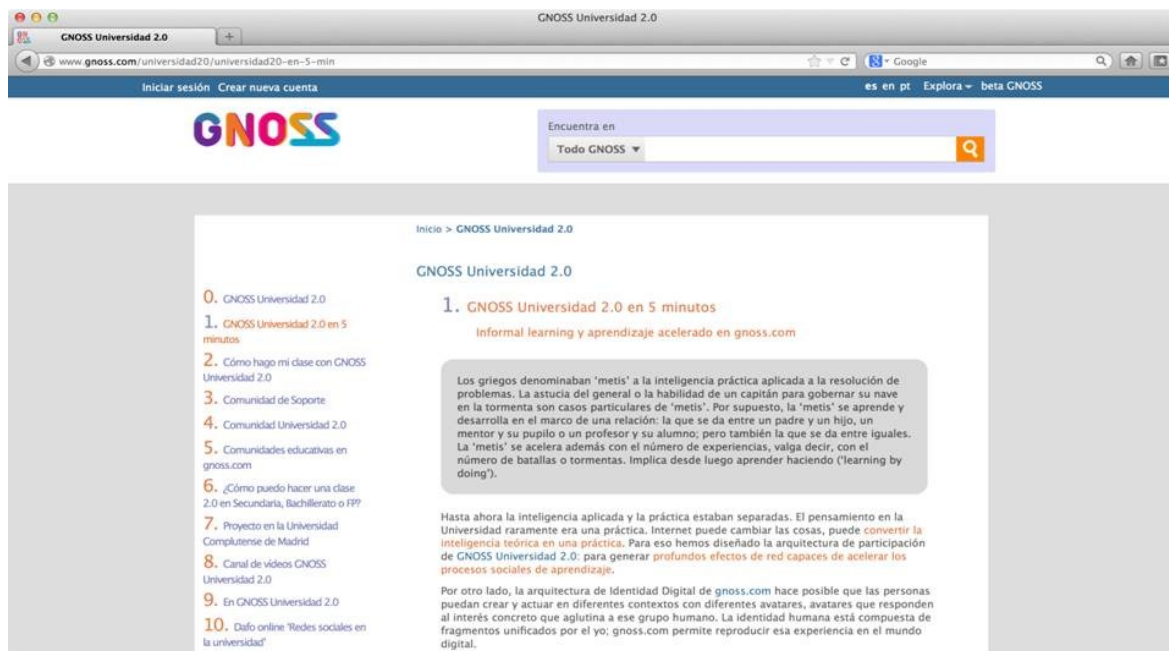 GNOSS Universidad 2.0
GNOSS Universidad 2.0
www.gnoss.com/universidad20/universidad20-en-5-min
Google
Iniciar sesión Crear nueva cuenta
es en pt Explora beta GNOSS
GNOSS
Encuentra en
Todo GNOSS
Inicio > GNOSS Universidad 2.0
GNOSS Universidad 2.0
0. GNOSS Universidad 2.0
1. GNOSS Universidad 2.0 en 5
minutos
2. Cómo hago mi clase con GNOSS
Universidad 2.0
3. Comunidad de Soporte
4. Comunidad Universidad 2.0
5. Comunidades educativas en
gnoss.com
6. ¿Cómo puedo hacer una clase
2.0 en Secundaria, Bachillerato o FP?
7. Proyecto en la Universidad
Complutense de Madrid
8. Canal de vídeos GNOSS
Universidad 2.0
9. En GNOSS Universidad 2.0
10. Dafo online 'Redes sociales en
la universidad'
1. GNOSS Universidad 2.0 en 5 minutos
Informal learning y aprendizaje acelerado en gnoss.com
Los griegos denominaban 'metis' a la inteligencia práctica aplicada a la resolución de
problemas. La astucia del general o la habilidad de un capitán para gobernar su nave
en la tormenta son casos particulares de 'metis'. Por supuesto, la 'metis' se aprende y
desarrolla en el marco de una relación: la que se da entre un padre y un hijo, un
mentor y su pupilo o un profesor y su alumno; pero también la que se da entre iguales.
La 'metis' se acelera además con el número de experiencias, valga decir, con el
número de batallas o tormentas. Implica desde luego aprender haciendo ('learning by
doing').
Hasta ahora la inteligencia aplicada y la práctica estaban separadas. El pensamiento en la
Universidad raramente era una práctica. Internet puede cambiar las cosas, puede convertir la
inteligencia teórica en una práctica. Para eso hemos diseñado la arquitectura de participación
de GNOSS Universidad 2.0: para generar profundos efectos de red capaces de acelerar los
procesos sociales de aprendizaje.
Por otro lado, la arquitectura de Identidad Digital de gnoss.com hace posible que las personas
puedan crear y actuar en diferentes contextos con diferentes avatares, avatares que responden
al interés concreto que aglutina a ese grupo humano. La identidad humana está compuesta de
fragmentos unificados por el yo; gnoss.com permite reproducir esa experiencia en el mundo
digital.